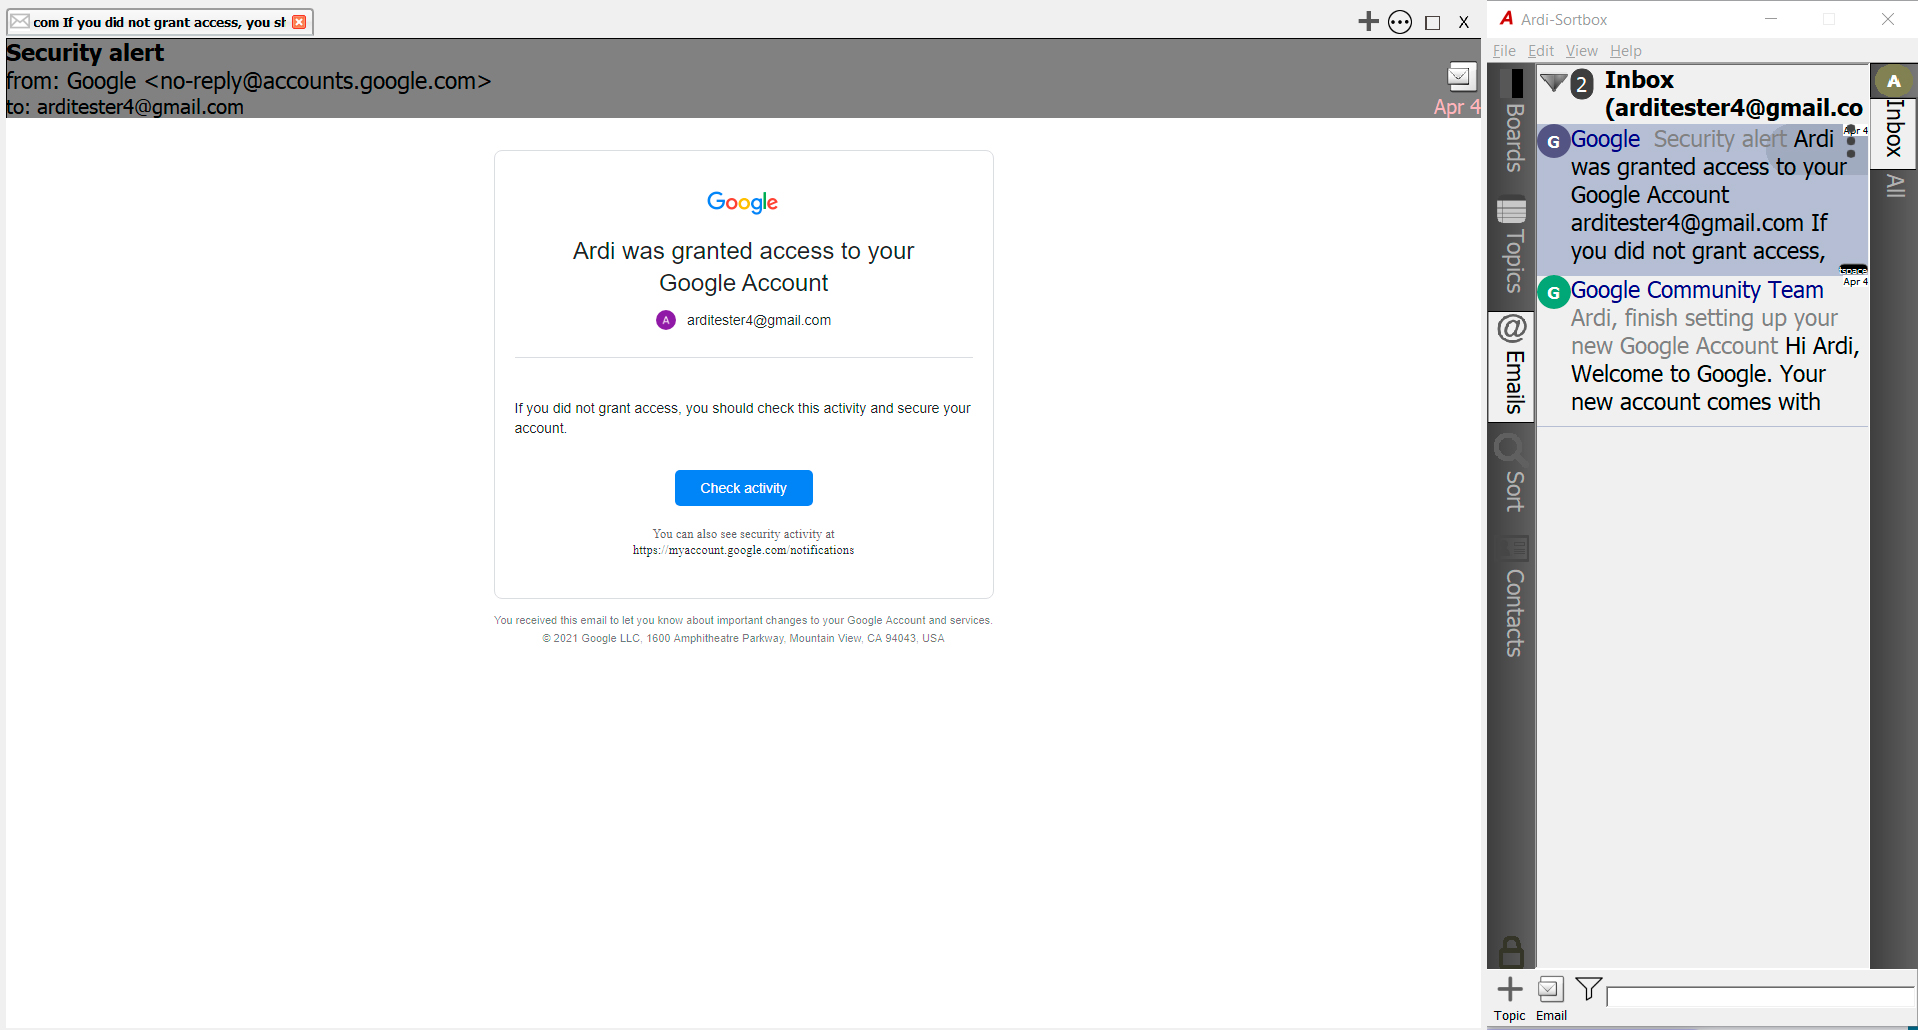 com If you did not grant access, you sh
X
Security alert
from: Google <no-reply@accounts.google.com>
to: arditester4@gmail.com
Apr 4
Google
Ardi was granted access to your
Google Account
A arditester4@gmail.com
If you did not grant access, you should check this activity and secure your
account.
Check activity
You can also see security activity at
https://myaccount.google.com/notifications
You received this email to let you know about important changes to your Google Account and services.
© 2021 Google LLC, 1600 Amphitheatre Parkway, Mountain View, CA 94043, USA
A Ardi-Sortbox
File Edit View Help
Boards
Topics
@ Emails
Sort
Contacts
2 Inbox
(arditester4@gmail.co
G Google Security alert Ardi
Apr 4
was granted access to your
Google Account
arditester4@gmail.com If
you did not grant access,
tspace
Apr 4
G Google Community Team
Ardi, finish setting up your
new Google Account Hi Ardi,
Welcome to Google. Your
new account comes with
A
Inbox
All
Topic Email